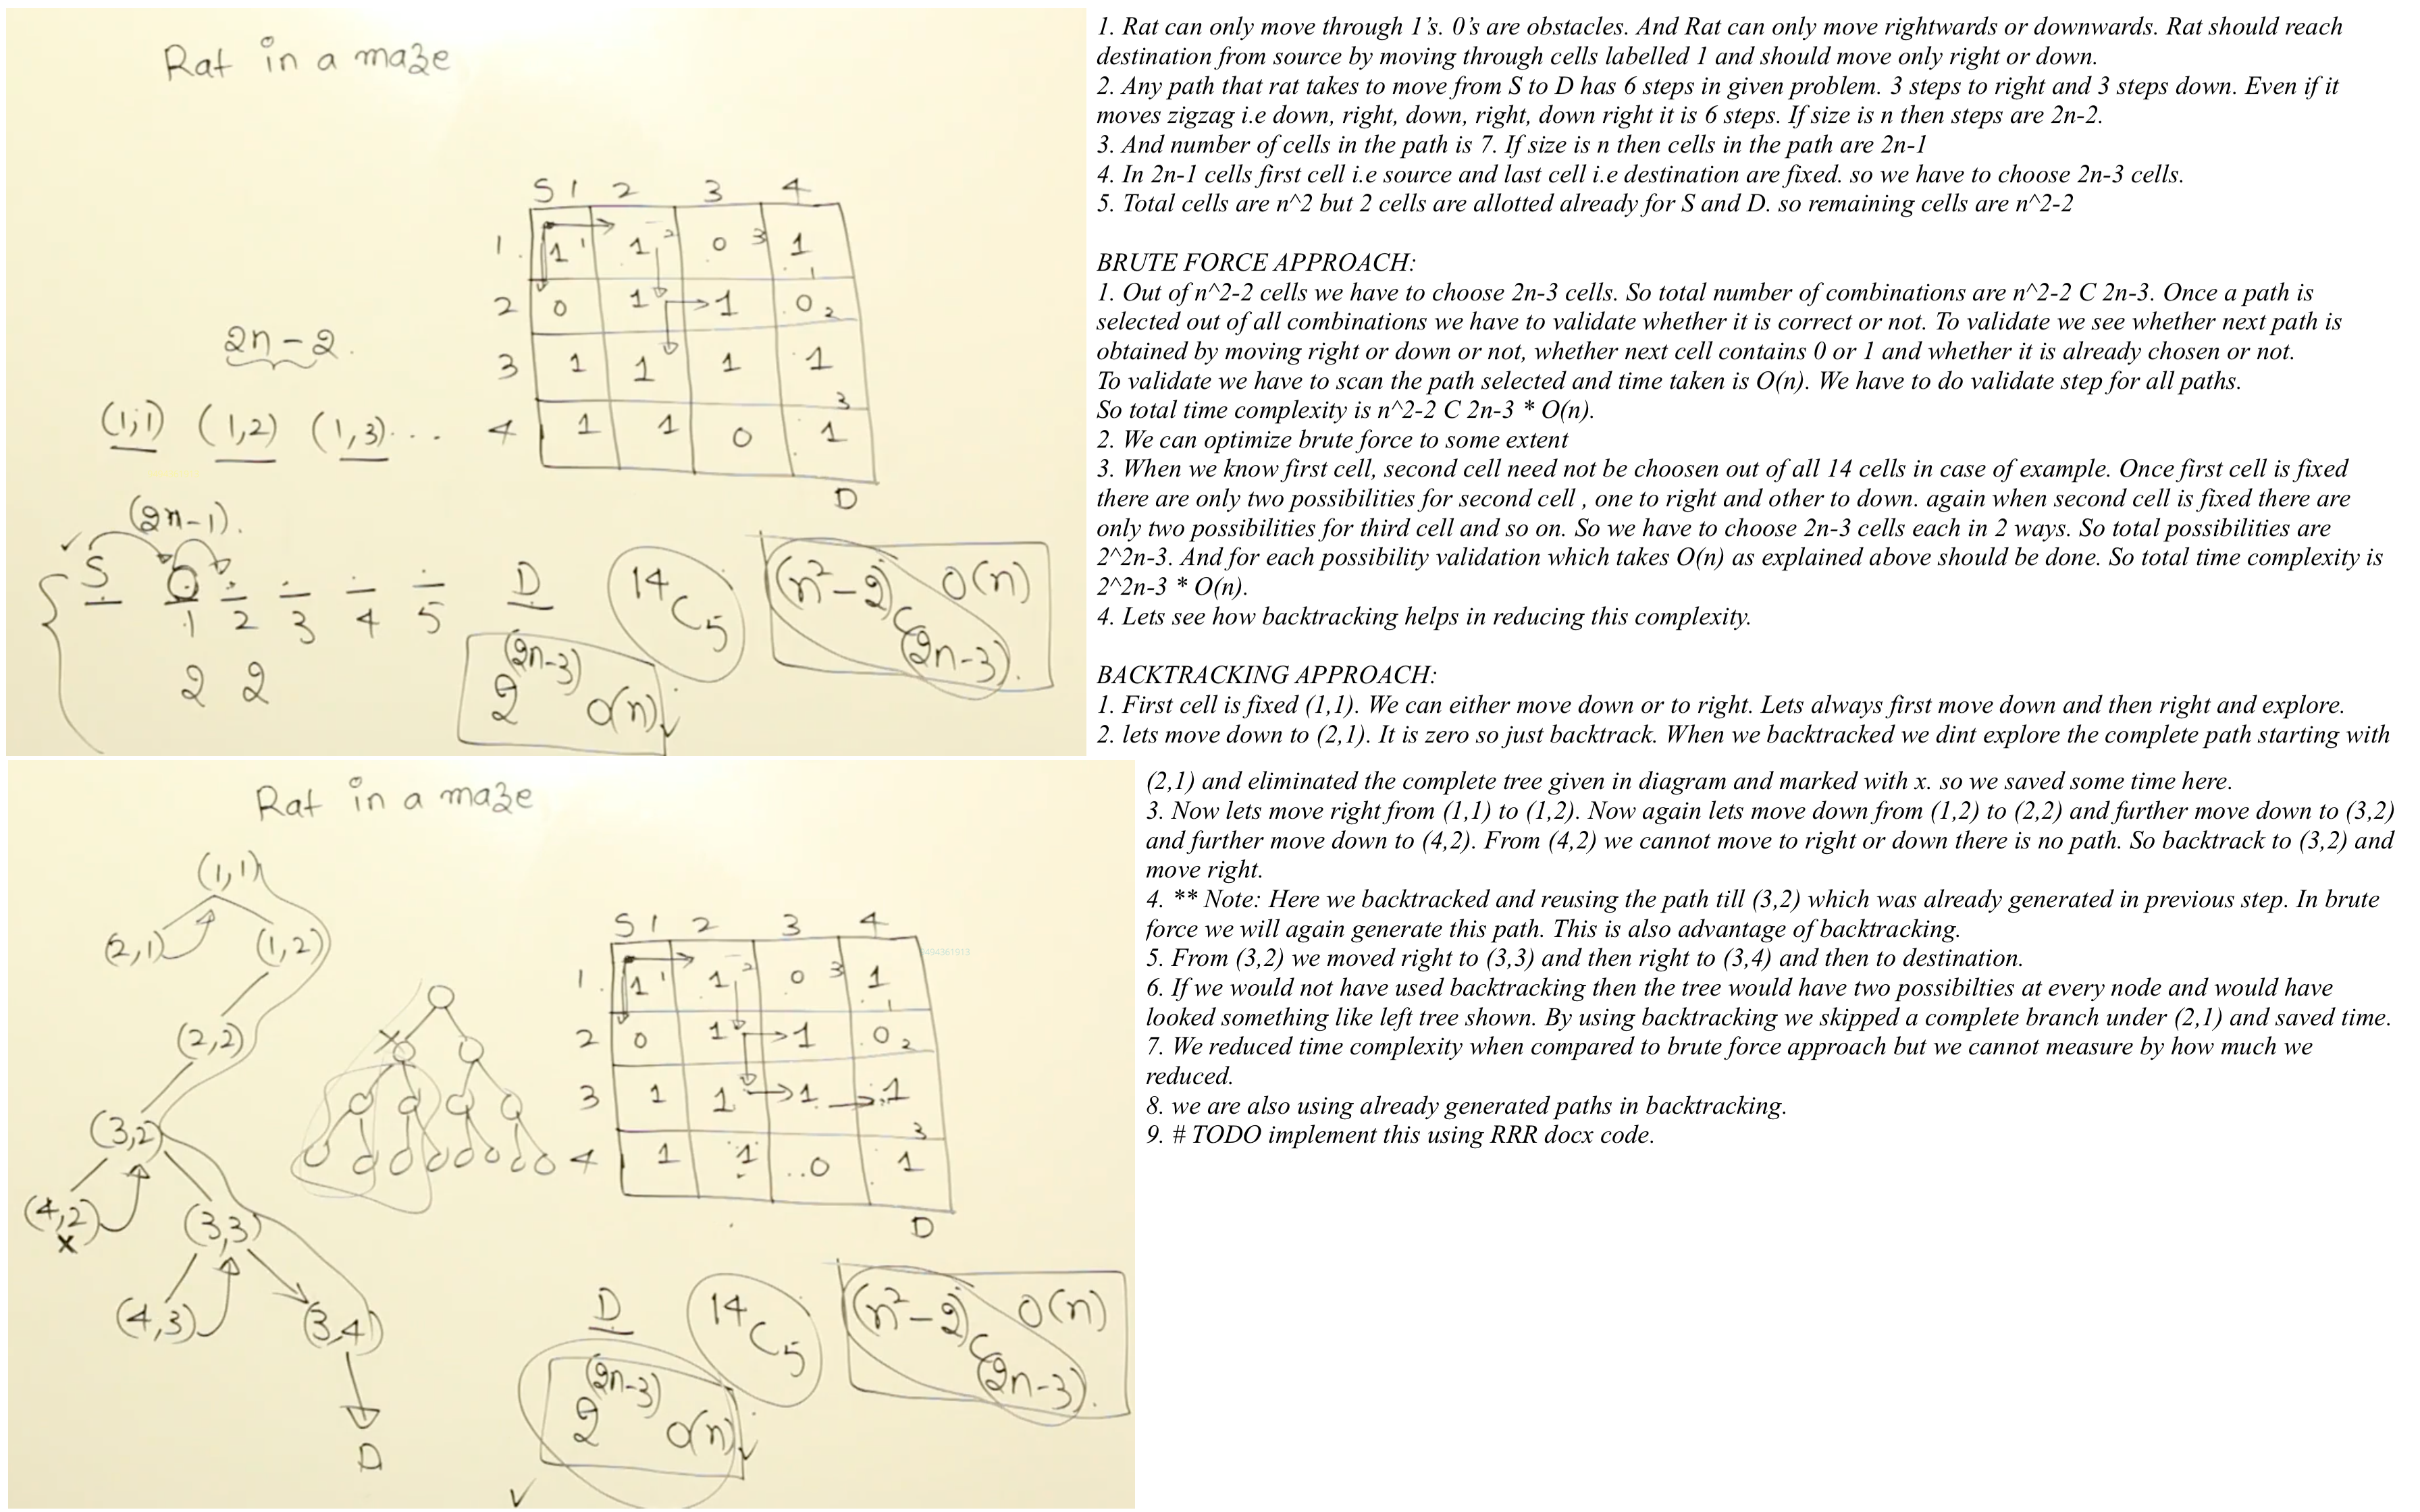 Rat in a maze
S 1 2 3 4
1. 1 1 1 2 0 3 1
1
2 0 1 1 0 2
3 1 1 1 1
3
4 1 1 0 1
D
2n-2.
(1,1) (1,2) (1,3)...
(2n-1).
S D
1 2 3 4 5
2 2
2^(2n-3) O(n)
14C5
(n²-2)C(2n-3). O(n)
1. Rat can only move through 1’s. 0’s are obstacles. And Rat can only move rightwards or downwards. Rat should reach
destination from source by moving through cells labelled 1 and should move only right or down.
2. Any path that rat takes to move from S to D has 6 steps in given problem. 3 steps to right and 3 steps down. Even if it
moves zigzag i.e down, right, down, right, down right it is 6 steps. If size is n then steps are 2n-2.
3. And number of cells in the path is 7. If size is n then cells in the path are 2n-1
4. In 2n-1 cells first cell i.e source and last cell i.e destination are fixed. so we have to choose 2n-3 cells.
5. Total cells are n^2 but 2 cells are allotted already for S and D. so remaining cells are n^2-2
BRUTE FORCE APPROACH:
1. Out of n^2-2 cells we have to choose 2n-3 cells. So total number of combinations are n^2-2 C 2n-3. Once a path is
selected out of all combinations we have to validate whether it is correct or not. To validate we see whether next path is
obtained by moving right or down or not, whether next cell contains 0 or 1 and whether it is already chosen or not.
To validate we have to scan the path selected and time taken is O(n). We have to do validate step for all paths.
So total time complexity is n^2-2 C 2n-3 * O(n).
2. We can optimize brute force to some extent
3. When we know first cell, second cell need not be choosen out of all 14 cells in case of example. Once first cell is fixed
there are only two possibilities for second cell , one to right and other to down. again when second cell is fixed there are
only two possibilities for third cell and so on. So we have to choose 2n-3 cells each in 2 ways. So total possibilities are
2^2n-3. And for each possibility validation which takes O(n) as explained above should be done. So total time complexity is
2^2n-3 * O(n).
4. Lets see how backtracking helps in reducing this complexity.
BACKTRACKING APPROACH:
1. First cell is fixed (1,1). We can either move down or to right. Lets always first move down and then right and explore.
2. lets move down to (2,1). It is zero so just backtrack. When we backtracked we dint explore the complete path starting with
Rat in a maze
(1,1)
(2,1) (1,2)
(2,2)
(3,2)
(4,2) (3,3)
x
(4,3) (3,4)
D
x
S 1 2 3 4
9494361913
1. 1 1 1 2 0 3 1
1
2 0 1 1 0 2
3 1 1 1 1
3
4 1 1 0 1
D
D
2^(2n-3) O(n)
14C5
(n²-2)C(2n-3). O(n)
(2,1) and eliminated the complete tree given in diagram and marked with x. so we saved some time here.
3. Now lets move right from (1,1) to (1,2). Now again lets move down from (1,2) to (2,2) and further move down to (3,2)
and further move down to (4,2). From (4,2) we cannot move to right or down there is no path. So backtrack to (3,2) and
move right.
4. ** Note: Here we backtracked and reusing the path till (3,2) which was already generated in previous step. In brute
force we will again generate this path. This is also advantage of backtracking.
5. From (3,2) we moved right to (3,3) and then right to (3,4) and then to destination.
6. If we would not have used backtracking then the tree would have two possibilties at every node and would have
looked something like left tree shown. By using backtracking we skipped a complete branch under (2,1) and saved time.
7. We reduced time complexity when compared to brute force approach but we cannot measure by how much we
reduced.
8. we are also using already generated paths in backtracking.
9. # TODO implement this using RRR docx code.